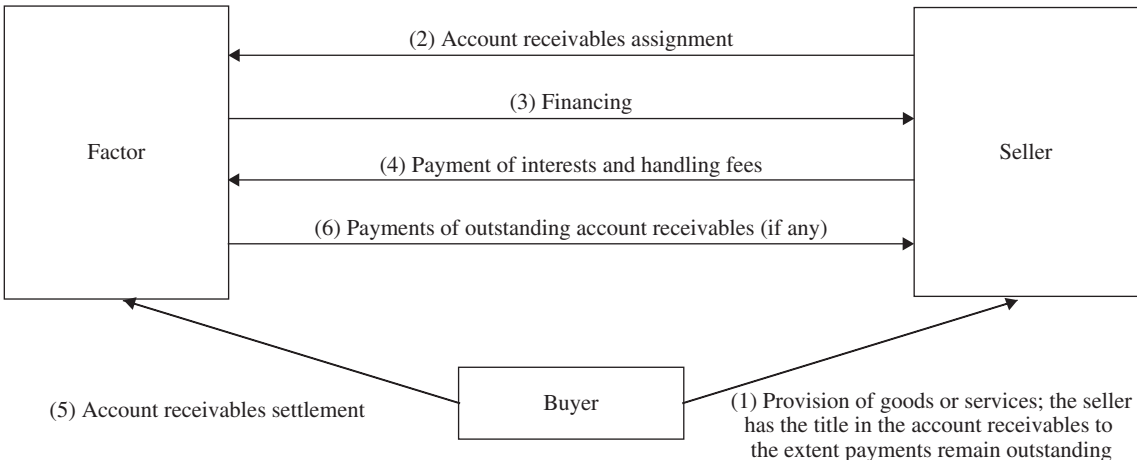 (2) Account receivables assignment
(3) Financing
Factor
Seller
(4) Payment of interests and handling fees
(6) Payments of outstanding account receivables (if any)
(5) Account receivables settlement
Buyer
(1) Provision of goods or services; the seller
has the title in the account receivables to
the extent payments remain outstanding